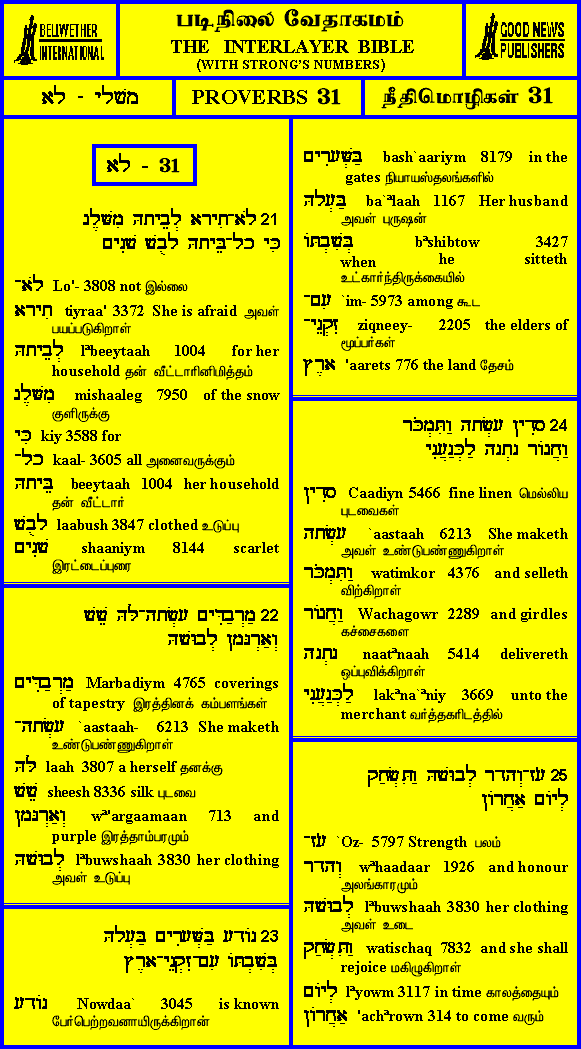 BELLWETHER
INTERNATIONAL
படிநிலை வேதாகமம்
THE INTERLAYER BIBLE
(WITH STRONG'S NUMBERS)
GOOD NEWS
PUBLISHERS
משלי - לא
PROVERBS 31
நீதிமொழிகள் 31
לא - 31
21 לֹא־תִירָא לְבֵיתָהּ מִשָּׁלֶג
כִּי כָל־בֵּיתָהּ לָבֻשׁ שָׁנִים
לֹא־ Lo'- 3808 not இல்லை
תִירָא tiyraa' 3372 She is afraid அவள்
பயப்படுகிறாள்
לְבֵיתָהּ lªbeeytaah 1004 for her
household தன் வீட்டாரினிமித்தம்
מִשָּׁלֶג mishaaleg 7950 of the snow
குளிருக்கு
כִּי kiy 3588 for
כָל־ kaal- 3605 all அனைவருக்கும்
בֵּיתָהּ beeytaah 1004 her household
தன் வீட்டார்
לָבֻשׁ laabush 3847 clothed உடுப்பு
שָׁנִים shaaniym 8144 scarlet
இரட்டைப்புரை
22 מַרְבַדִּים עָשְׂתָה־לָּהּ שֵׁשׁ
וְאַרְגָּמָן לְבוּשָׁהּ
מַרְבַדִּים Marbadiym 4765 coverings
of tapestry இரத்தினக் கம்பளங்கள்
עָשְׂתָה־ `aastaah- 6213 She maketh
உண்டுபண்ணுகிறாள்
לָּהּ laah 3807 a herself தனக்கு
שֵׁשׁ sheesh 8336 silk புடவை
וְאַרְגָּמָן wª'argaamaan 713 and
purple இரத்தாம்பரமும்
לְבוּשָׁהּ lªbuwshaah 3830 her clothing
அவள் உடுப்பு
23 נוֹדָע בַּשְּׁעָרִים בַּעְלָהּ
בְּשִׁבְתּוֹ עִם־זִקְנֵי־אָרֶץ
נוֹדָע Nowdaa` 3045 is known
பேர்பெற்றவனாயிருக்கிறான்
בַּשְּׁעָרִים bash`aariym 8179 in the
gates நியாயஸ்தலங்களில்
בַּעְלָהּ ba`ªlaah 1167 Her husband
அவள் புருஷன்
בְּשִׁבְתּוֹ bªshibtow 3427
when he sitteth
உட்கார்ந்திருக்கையில்
עִם־ `im- 5973 among கூட
זִקְנֵי־ ziqneey- 2205 the elders of
மூப்பர்கள்
אָרֶץ 'aarets 776 the land தேசம்
24 סָדִין עָשְׂתָה וַתִּמְכֹּר
וַחֲגוֹר נָתְנָה לַכְּנַעֲנִי
סָדִין Caadiyn 5466 fine linen மெல்லிய
புடவைகள்
עָשְׂתָה `aastaah 6213 She maketh
அவள் உண்டுபண்ணுகிறாள்
וַתִּמְכֹּר watimkor 4376 and selleth
விற்கிறாள்
וַחֲגוֹר Wachagowr 2289 and girdles
கச்சைகளை
נָתְנָה naatªnaah 5414 delivereth
ஒப்புவிக்கிறாள்
לַכְּנַעֲנִי lakªna`ªniy 3669 unto the
merchant வர்த்தகரிடத்தில்
25 עֹז־וְהָדָר לְבוּשָׁהּ וַתִּשְׂחַק
לְיוֹם אַחֲרוֹן
עֹז־ `Oz- 5797 Strength பலம்
וְהָדָר wªhaadaar 1926 and honour
அலங்காரமும்
לְבוּשָׁהּ lªbuwshaah 3830 her clothing
அவள் உடை
וַתִּשְׂחַק watischaq 7832 and she shall
rejoice மகிழுகிறாள்
לְיוֹם lªyowm 3117 in time காலத்தையும்
אַחֲרוֹן 'achªrown 314 to come வரும்